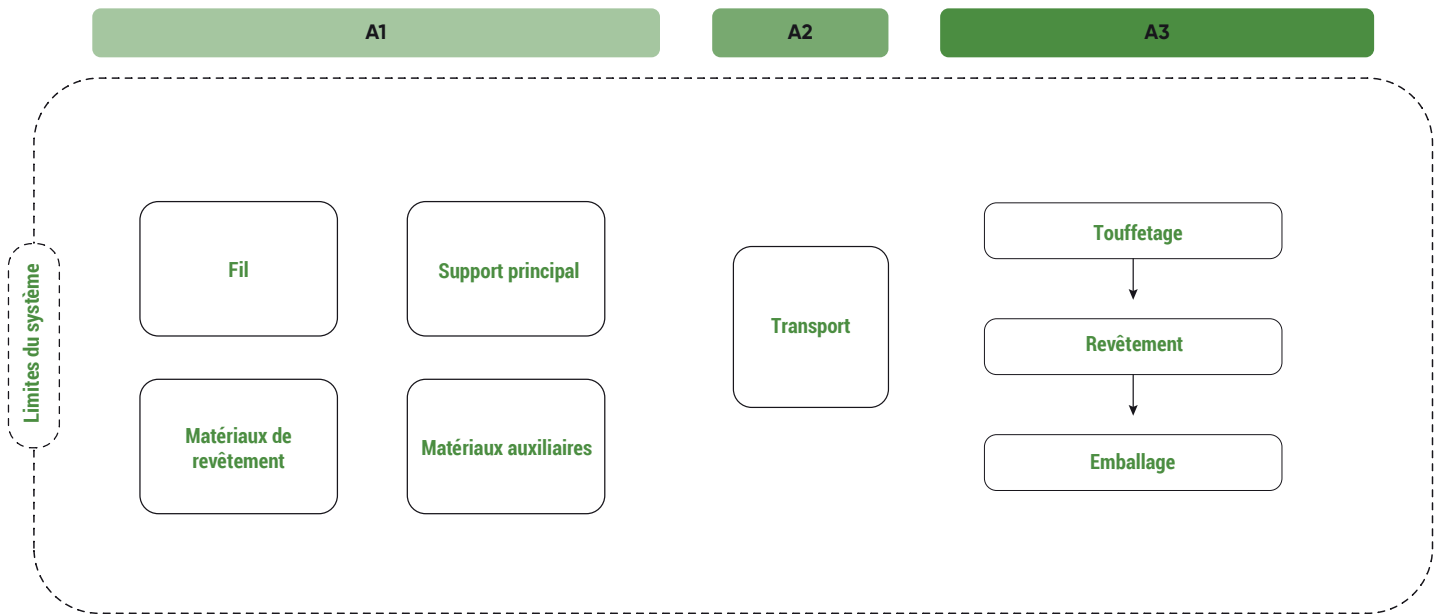 A1
A2
A3
Limites du système
Fil
Support principal
Matériaux de
revêtement
Matériaux auxiliaires
Transport
Touffetage
Revêtement
Emballage